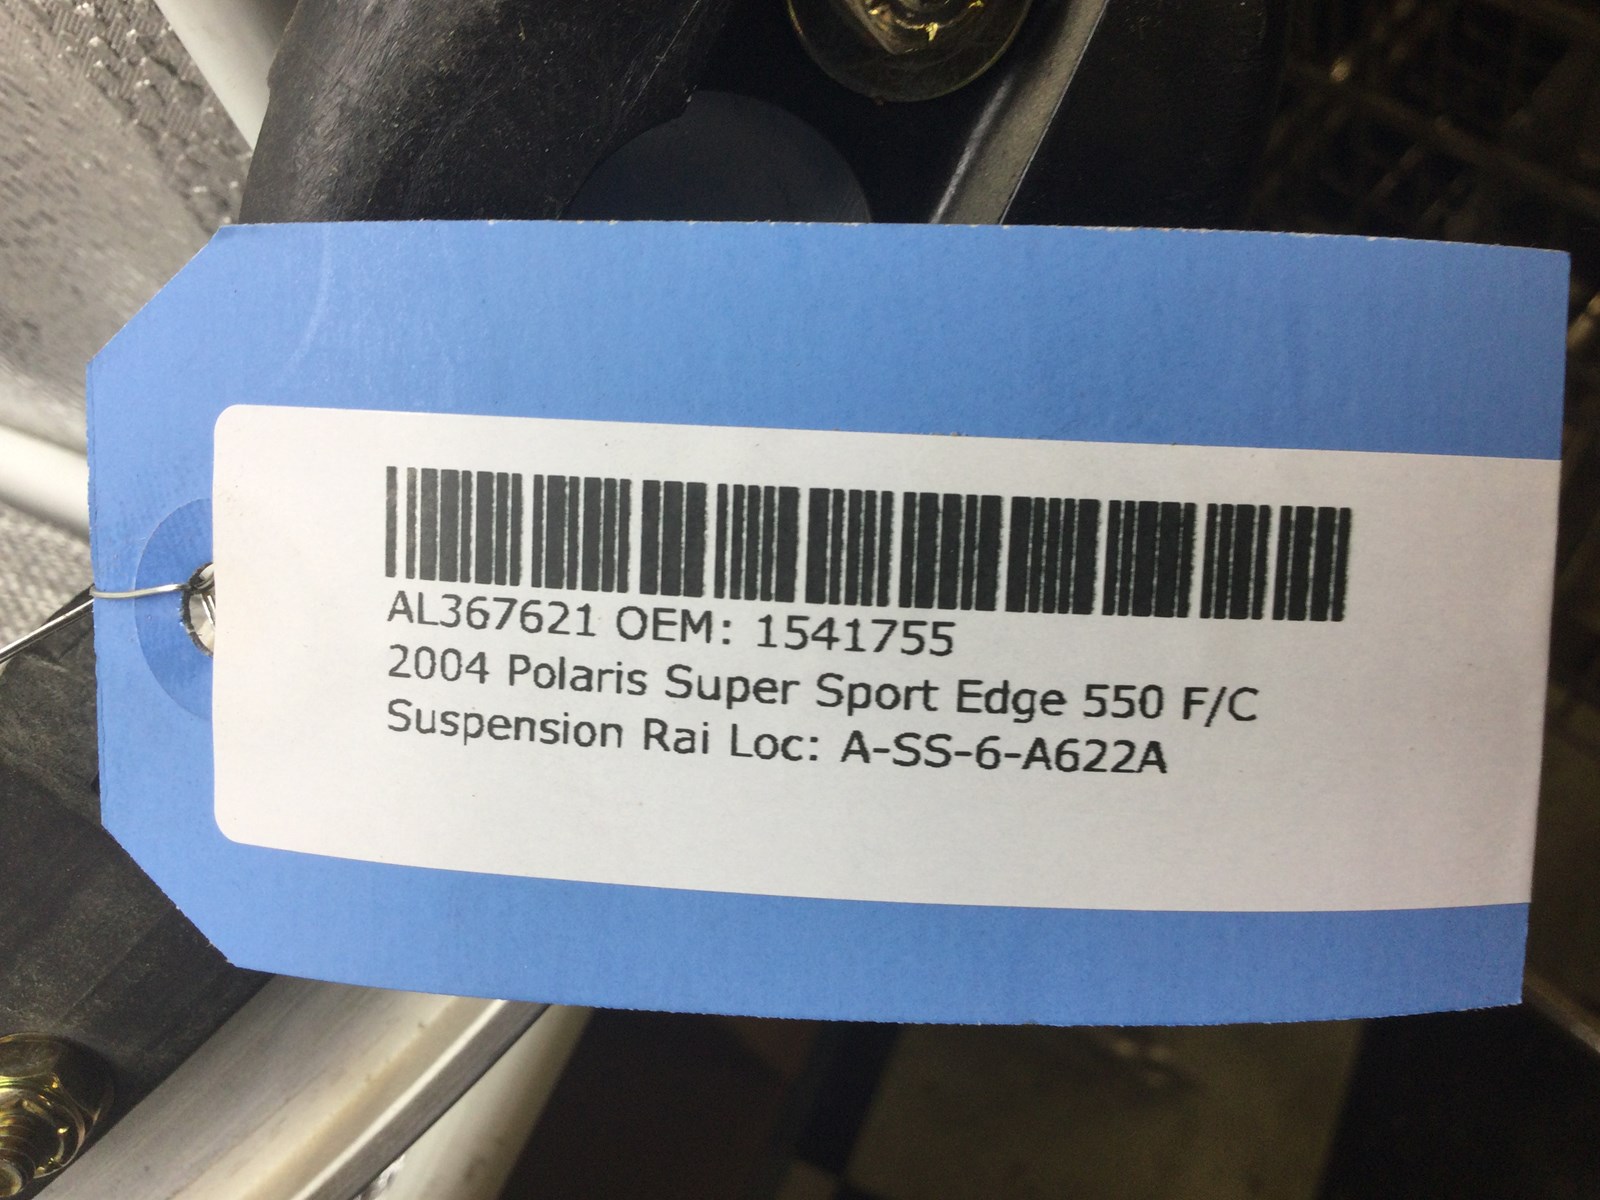 AL367621 OEM: 1541755
2004 Polaris Super Sport Edge 550 F/C
Suspension Rai Loc: A-SS-6-A622A